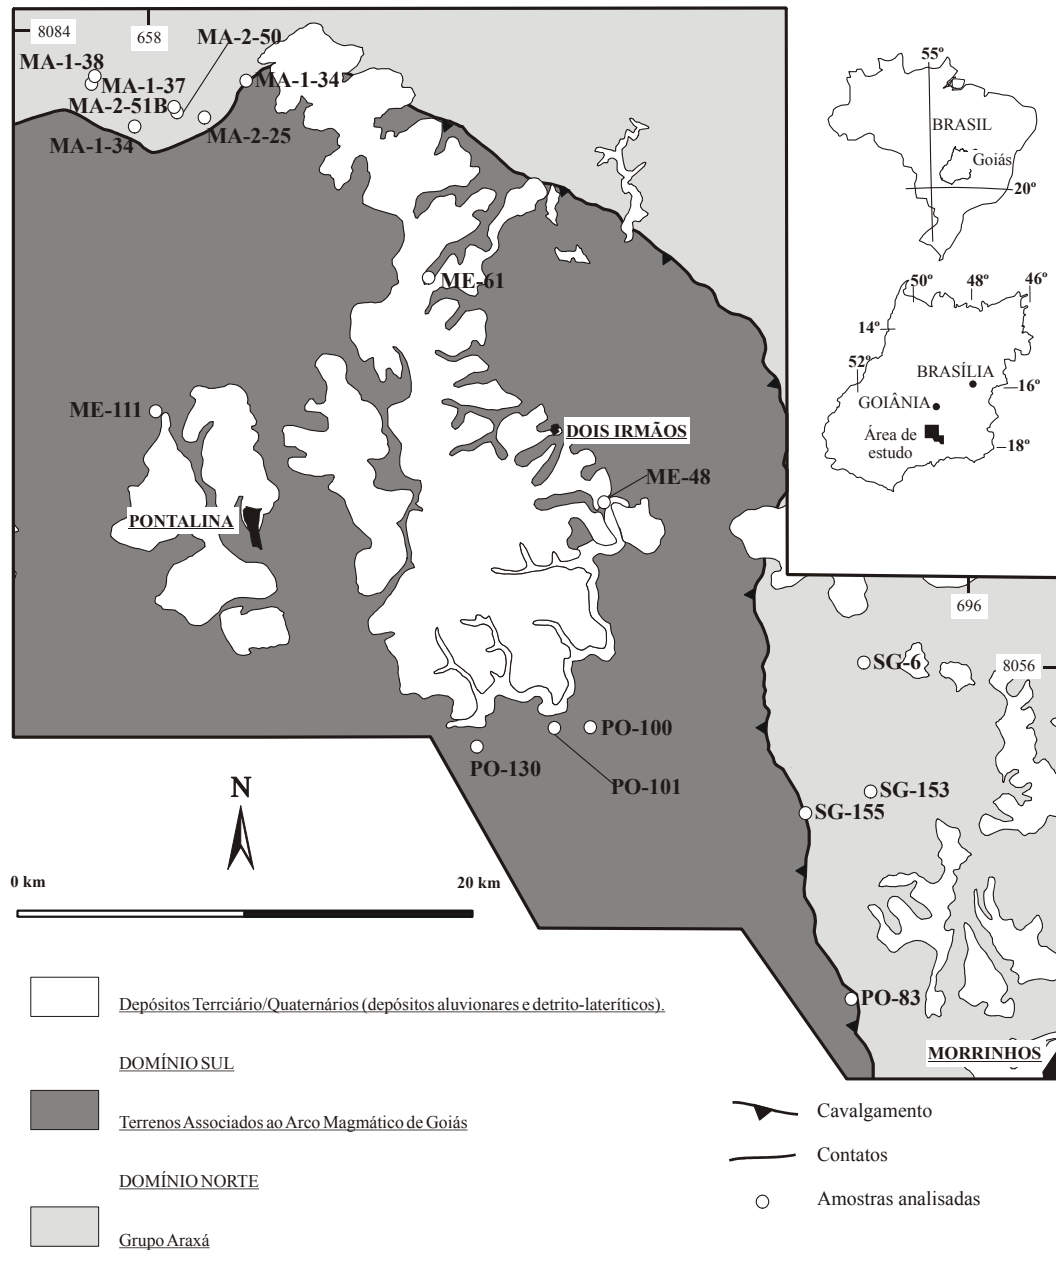 8084
658
MA-2-50
MA-1-38
MA-1-37
MA-1-34
MA-2-51B
MA-2-25
MA-1-34
ME-61
ME-111
DOIS IRMÃOS
ME-48
PONTALINA
55º
BRASIL
Goiás
20º
50º
48º
46º
14º
52º
BRASÍLIA
16º
GOIÂNIA
Área de
estudo
18º
696
8056
SG-6
PO-100
PO-130
PO-101
SG-153
SG-155
N
0 km
20 km
PO-83
MORRINHOS
Depósitos Terrciário/Quaternários (depósitos aluvionares e detrito-lateríticos).
DOMÍNIO SUL
Terrenos Associados ao Arco Magmático de Goiás
DOMÍNIO NORTE
Grupo Araxá
Cavalgamento
Contatos
Amostras analisadas